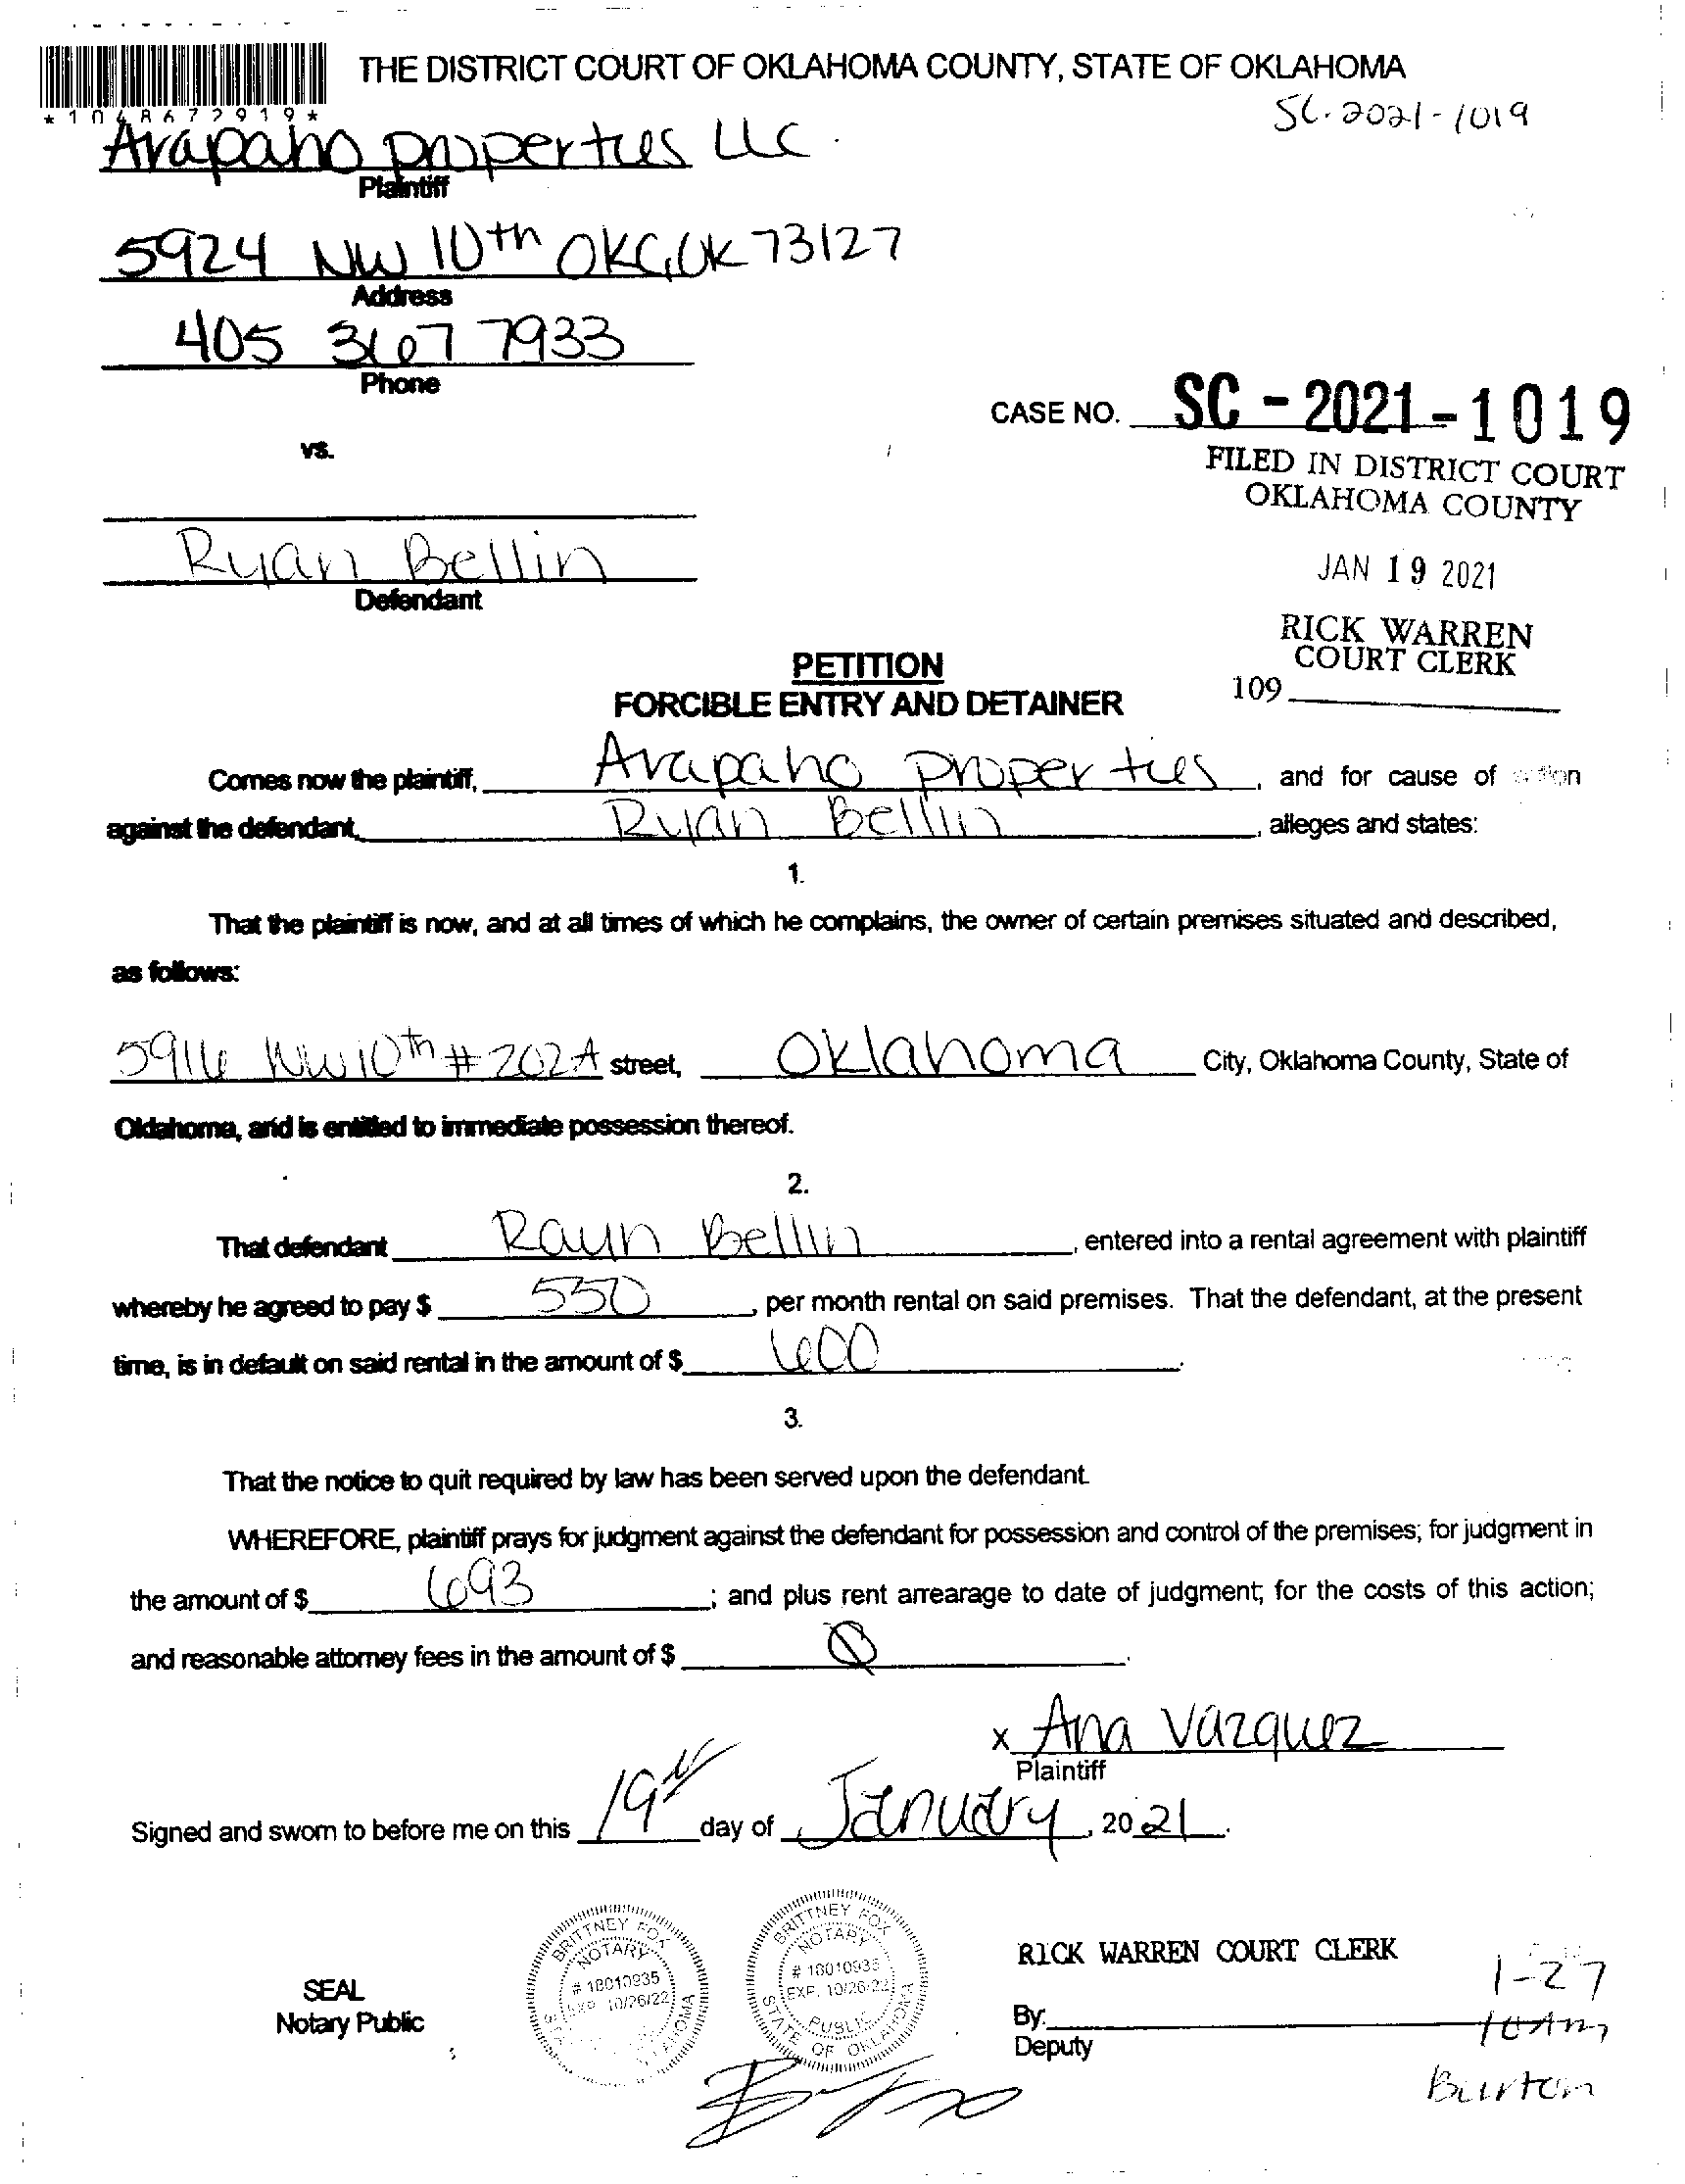 THE DISTRICT COURT OF OKLAHOMA COUNTY, STATE OF OKLAHOMA
*1048672919*
SC-2021-1019
Arapaho properties LLC
Plaintiff
5924 NW 10th OKC, OK 73127
Address
405 367 7933
Phone
CASE NO. SC - 2021 - 1019
vs.
FILED IN DISTRICT COURT
OKLAHOMA COUNTY
Ryan Bellin
Defendant
JAN 19 2021
RICK WARREN
COURT CLERK
109
PETITION
FORCIBLE ENTRY AND DETAINER
Comes now the plaintiff, Arapaho properties, and for cause of action
against the defendant, Ryan Bellin, alleges and states:
1.
That the plaintiff is now, and at all times of which he complains, the owner of certain premises situated and described,
as follows:
5916 NW 10th # 202A street, Oklahoma City, Oklahoma County, State of
Oklahoma, and is entitled to immediate possession thereof.
2.
That defendant Rayn Bellin, entered into a rental agreement with plaintiff
whereby he agreed to pay $ 550, per month rental on said premises. That the defendant, at the present
time, is in default on said rental in the amount of $ 600.
3.
That the notice to quit required by law has been served upon the defendant.
WHEREFORE, plaintiff prays for judgment against the defendant for possession and control of the premises; for judgment in
the amount of $ 693; and plus rent arrearage to date of judgment; for the costs of this action;
and reasonable attorney fees in the amount of $ 0.
x Ana Vazquez
Plaintiff
Signed and sworn to before me on this 19th day of January, 2021.
BRITTNEY FOX
NOTARY
# 18010935
EXP. 10/26/22
OKLAHOMA
BRITTNEY FOX
NOTARY
# 18010935
EXP. 10/26/22
PUBLIC
STATE OF OKLAHOMA
SEAL
Notary Public
RICK WARREN COURT CLERK
By:
Deputy
1-27
10Am
Burton